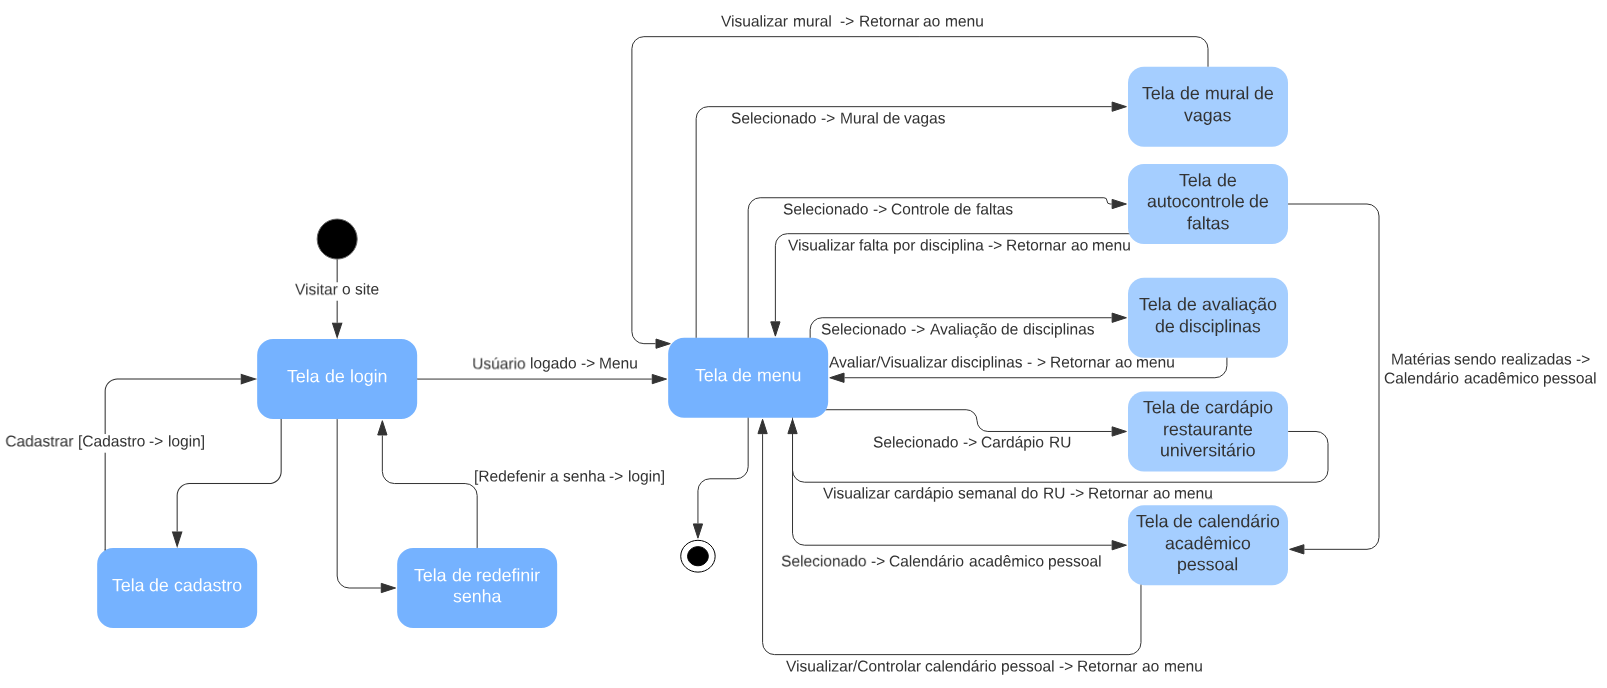 Visualizar mural -> Retornar ao menu
Tela de mural de
vagas
Selecionado -> Mural de vagas
Tela de
autocontrole de
faltas
Selecionado -> Controle de faltas
Visualizar falta por disciplina -> Retornar ao menu
Visitar o site
Tela de avaliação
de disciplinas
Selecionado -> Avaliação de disciplinas
Usúario logado -> Menu
Avaliar/Visualizar disciplinas - > Retornar ao menu
Matérias sendo realizadas ->
Calendário acadêmico pessoal
Tela de login
Tela de menu
Tela de cardápio
restaurante
universitário
Cadastrar [Cadastro -> login]
Selecionado -> Cardápio RU
[Redefenir a senha -> login]
Visualizar cardápio semanal do RU -> Retornar ao menu
Tela de calendário
acadêmico
pessoal
Selecionado -> Calendário acadêmico pessoal
Tela de cadastro
Tela de redefinir
senha
Visualizar/Controlar calendário pessoal -> Retornar ao menu